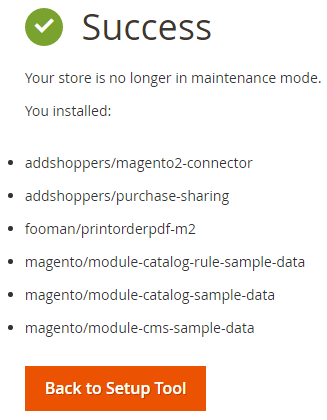 Success
Your store is no longer in maintenance mode.
You installed:
addshoppers/magento2-connector
addshoppers/purchase-sharing
fooman/printorderpdf-m2
magento/module-catalog-rule-sample-data
magento/module-catalog-sample-data
magento/module-cms-sample-data
Back to Setup Tool